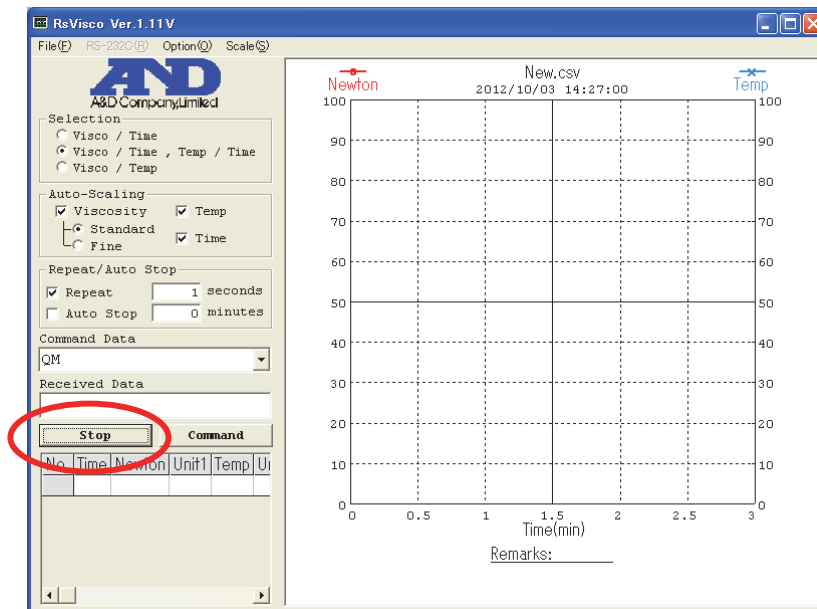 RsVisco Ver.1.11V
File(F) RS-232C(R) Option(O) Scale(S)
AND
A&D Company,Limited
Selection
Visco / Time
Visco / Time , Temp / Time
Visco / Temp
Auto-Scaling
Viscosity Temp
Standard
Time
Fine
Repeat/Auto Stop
Repeat 1 seconds
Auto Stop 0 minutes
Command Data
QM
Received Data
Stop Command
No. Time Newton Unit1 Temp
New.csv
2012/10/03 14:27:00
Newton Temp
100 100
90 90
80 80
70 70
60 60
50 50
40 40
30 30
20 20
10 10
0 0
0 0.5 1 1.5 2 2.5 3
Time(min)
Remarks: